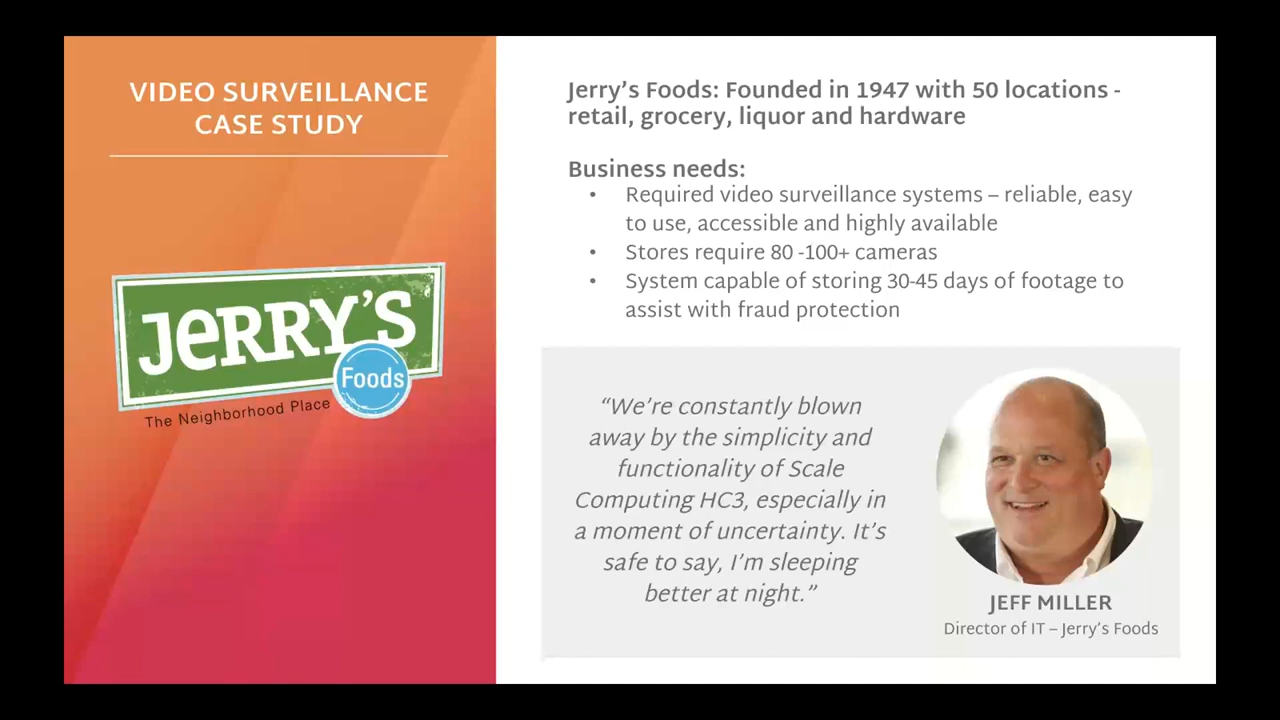 VIDEO SURVEILLANCE
CASE STUDY
JeRRY'S
Foods
The Neighborhood Place
Jerry’s Foods: Founded in 1947 with 50 locations -
retail, grocery, liquor and hardware
Business needs:
• Required video surveillance systems – reliable, easy
to use, accessible and highly available
• Stores require 80 -100+ cameras
• System capable of storing 30-45 days of footage to
assist with fraud protection
“We’re constantly blown
away by the simplicity and
functionality of Scale
Computing HC3, especially in
a moment of uncertainty. It’s
safe to say, I’m sleeping
better at night.”
JEFF MILLER
Director of IT – Jerry’s Foods